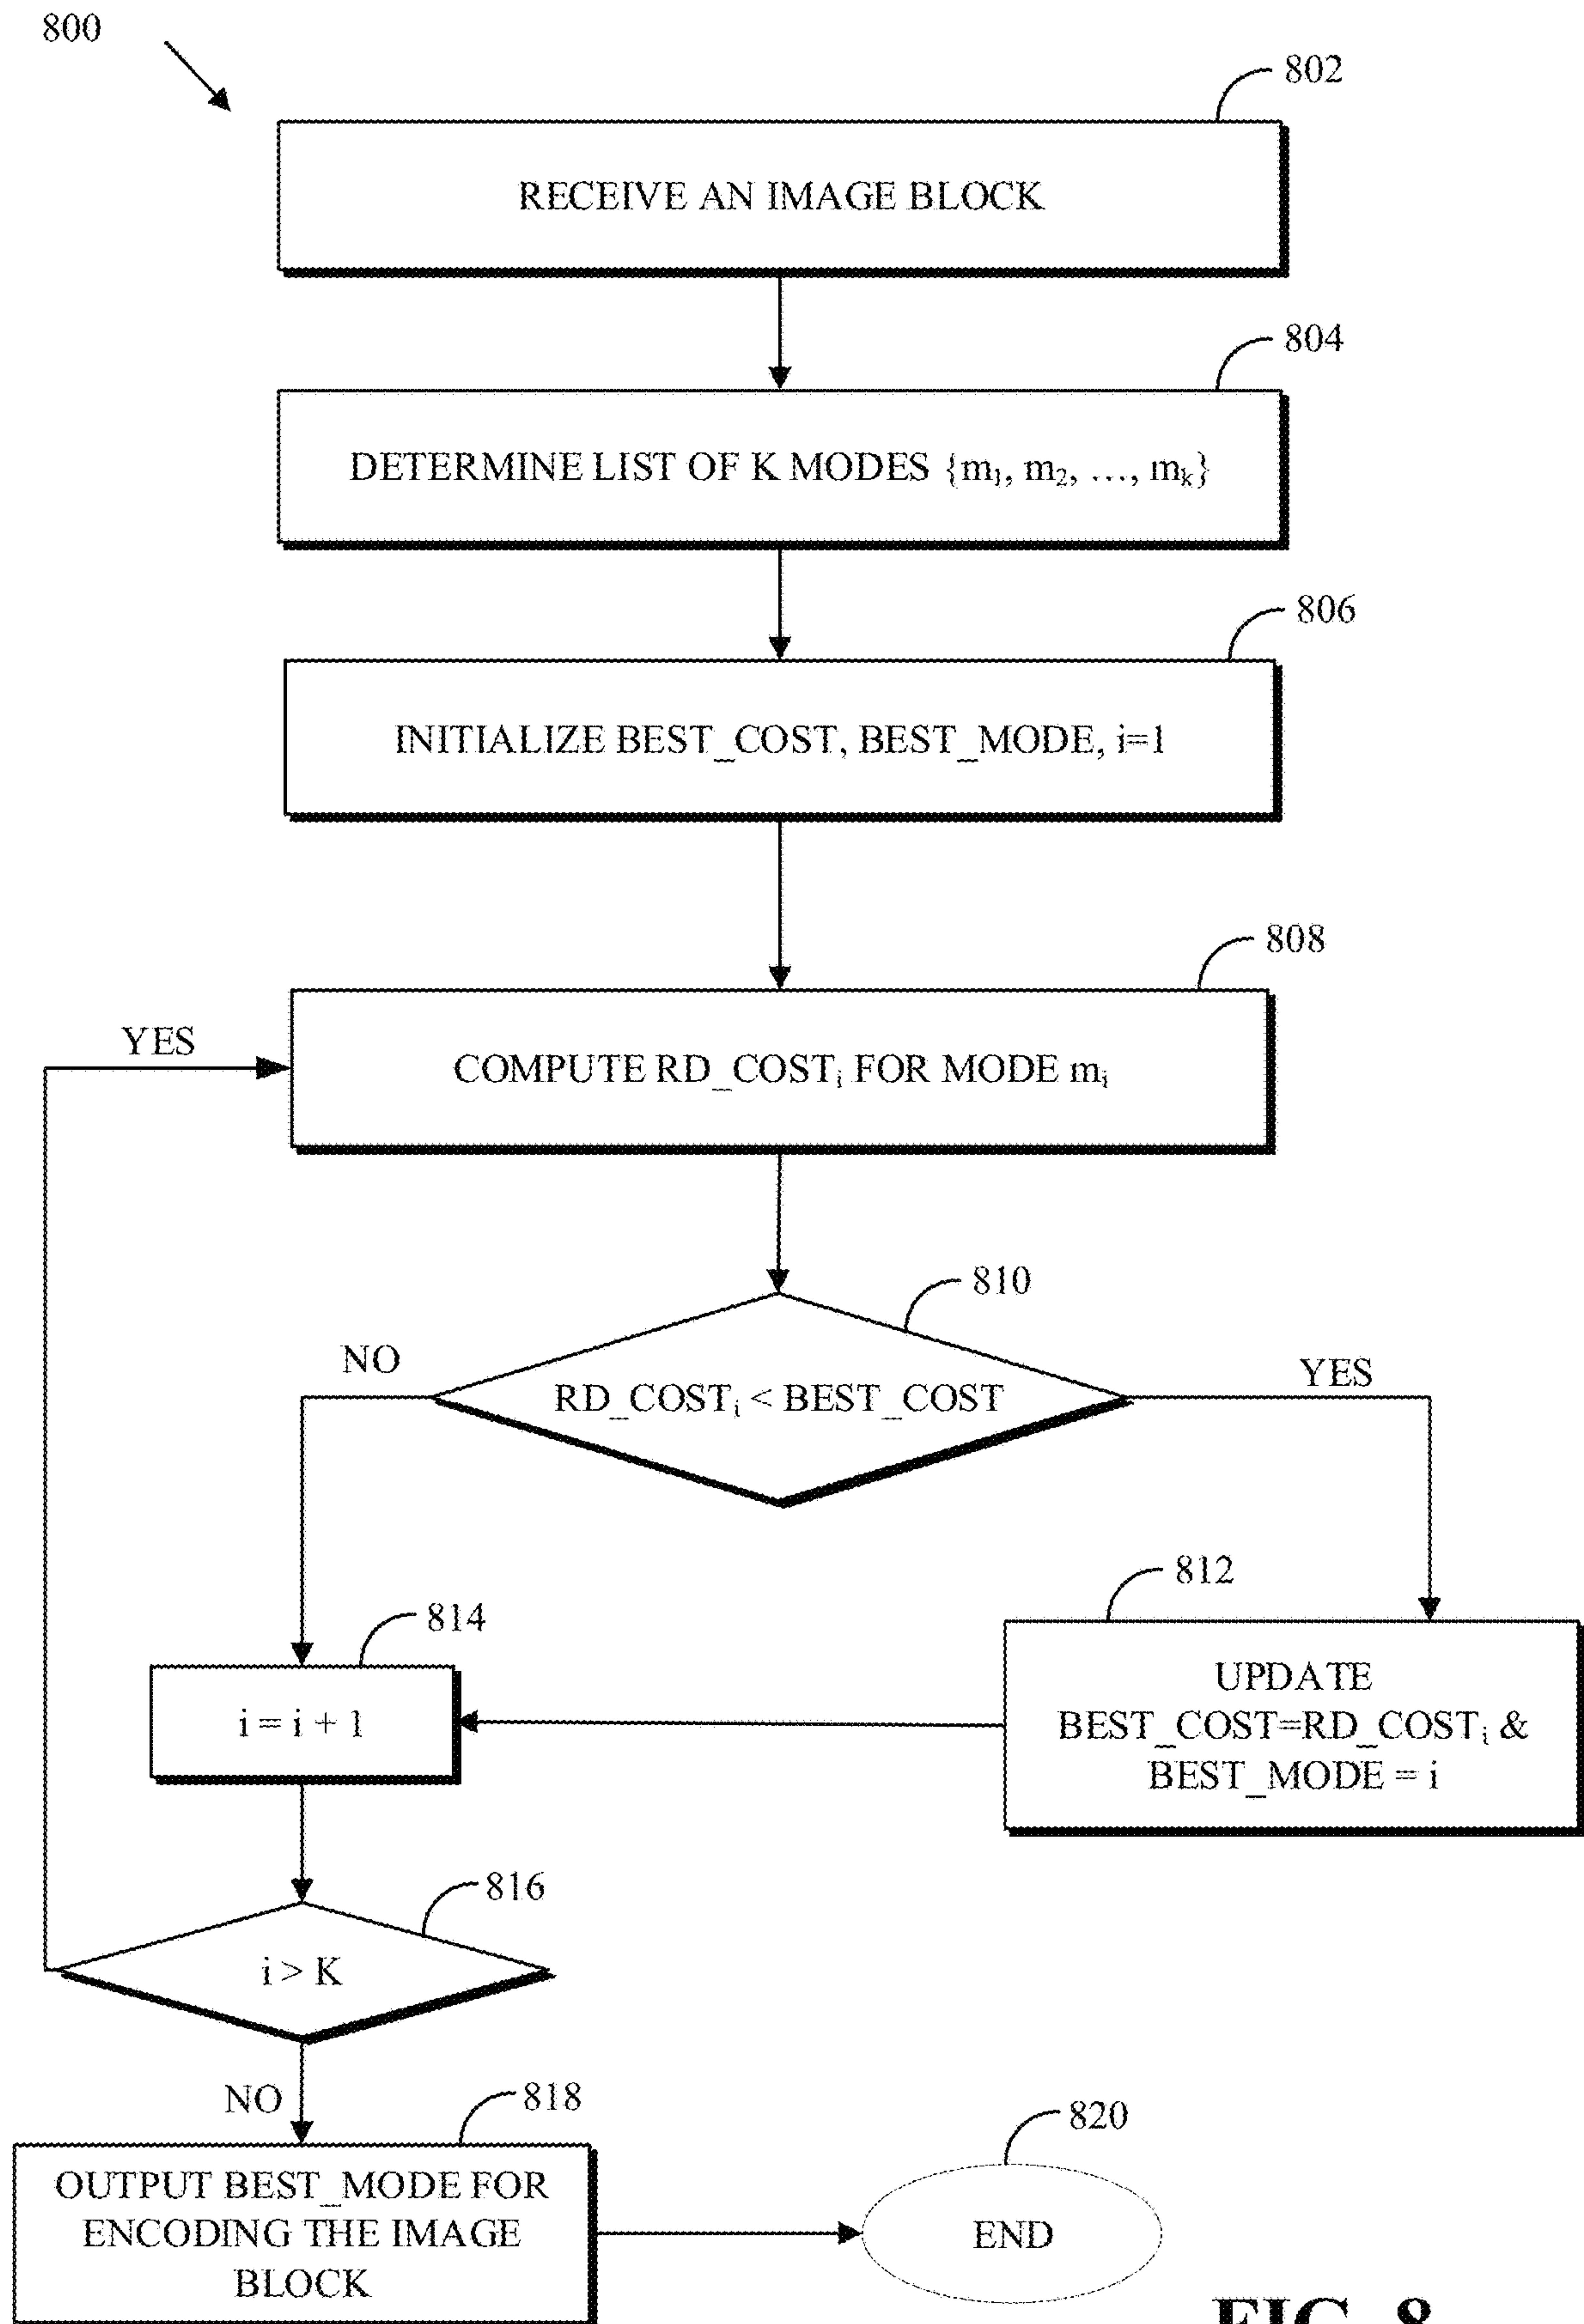 800
802
RECEIVE AN IMAGE BLOCK
804
DETERMINE LIST OF K MODES {m₁, m₂, …, mₖ}
806
INITIALIZE BEST_COST, BEST_MODE, i=1
808
YES
COMPUTE RD_COSTᵢ FOR MODE mᵢ
810
NO
YES
RD_COSTᵢ < BEST_COST
812
814
UPDATE
BEST_COST=RD_COSTᵢ &
BEST_MODE = i
i = i + 1
816
i > K
NO
818
820
OUTPUT BEST_MODE FOR
ENCODING THE IMAGE
BLOCK
END
FIG. 8